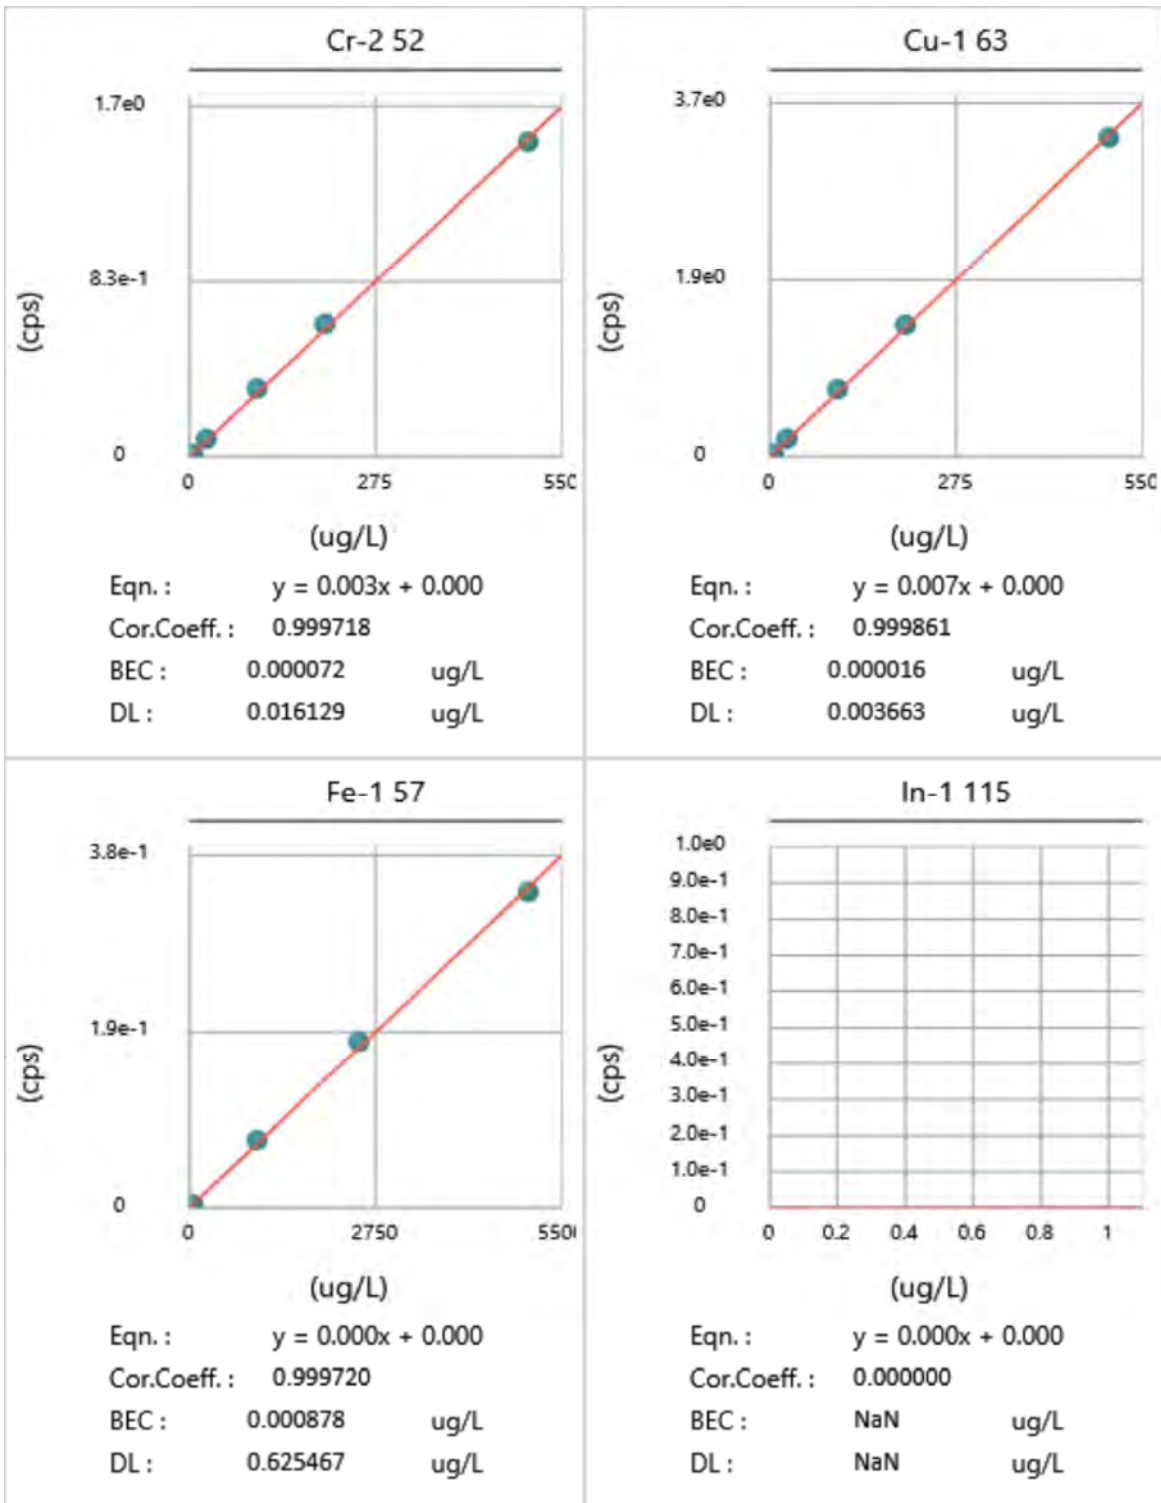 Cr-2 52
1.7e0
8.3e-1
0
(cps)
0 275 550
(ug/L)
Eqn. : y = 0.003x + 0.000
Cor.Coeff. : 0.999718
BEC : 0.000072 ug/L
DL : 0.016129 ug/L
Cu-1 63
3.7e0
1.9e0
0
(cps)
0 275 550
(ug/L)
Eqn. : y = 0.007x + 0.000
Cor.Coeff. : 0.999861
BEC : 0.000016 ug/L
DL : 0.003663 ug/L
Fe-1 57
3.8e-1
1.9e-1
0
(cps)
0 2750 550
(ug/L)
Eqn. : y = 0.000x + 0.000
Cor.Coeff. : 0.999720
BEC : 0.000878 ug/L
DL : 0.625467 ug/L
In-1 115
1.0e0
9.0e-1
8.0e-1
7.0e-1
6.0e-1
5.0e-1
4.0e-1
3.0e-1
2.0e-1
1.0e-1
0
(cps)
0 0.2 0.4 0.6 0.8 1
(ug/L)
Eqn. : y = 0.000x + 0.000
Cor.Coeff. : 0.000000
BEC : NaN ug/L
DL : NaN ug/L